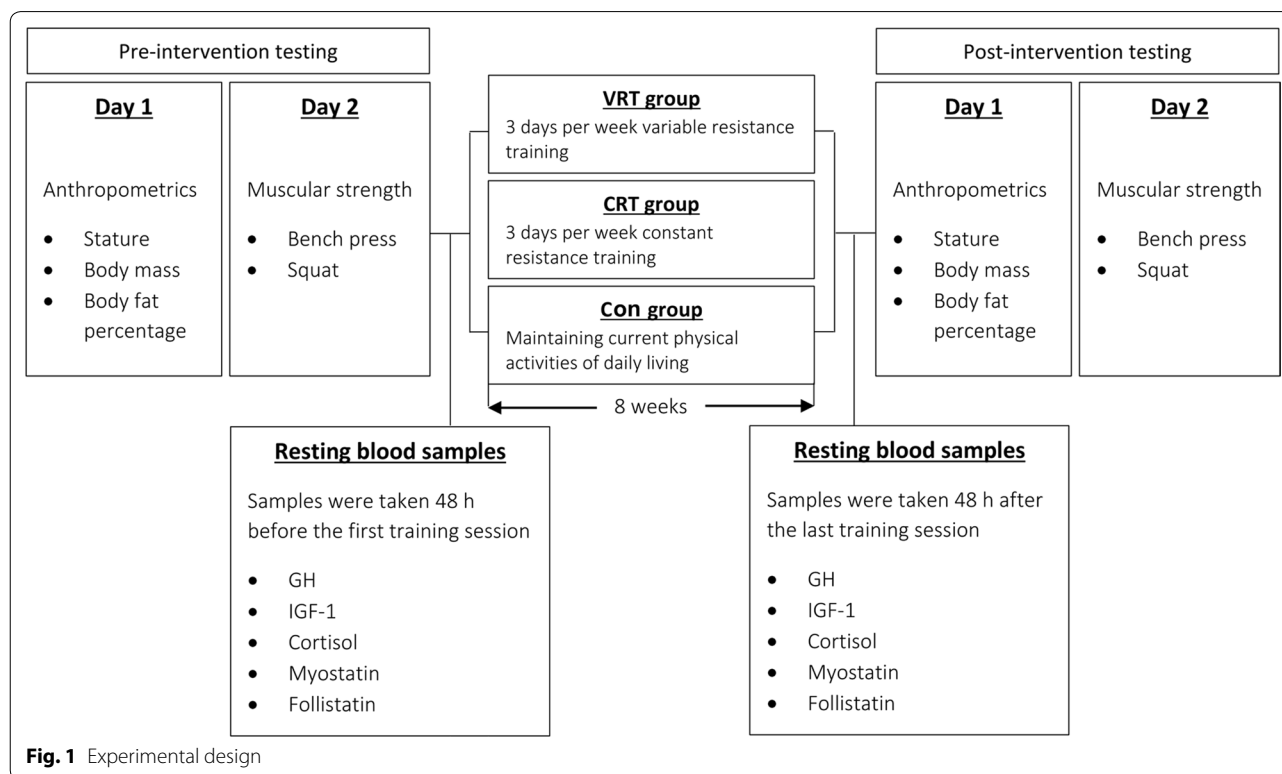 Pre-intervention testing
Day 1
Anthropometrics
• Stature
• Body mass
• Body fat
percentage
Day 2
Muscular strength
• Bench press
• Squat
VRT group
3 days per week variable resistance
training
CRT group
3 days per week constant
resistance training
Con group
Maintaining current physical
activities of daily living
8 weeks
Post-intervention testing
Day 1
Anthropometrics
• Stature
• Body mass
• Body fat
percentage
Day 2
Muscular strength
• Bench press
• Squat
Resting blood samples
Samples were taken 48 h
before the first training session
• GH
• IGF-1
• Cortisol
• Myostatin
• Follistatin
Resting blood samples
Samples were taken 48 h after
the last training session
• GH
• IGF-1
• Cortisol
• Myostatin
• Follistatin
Fig. 1 Experimental design